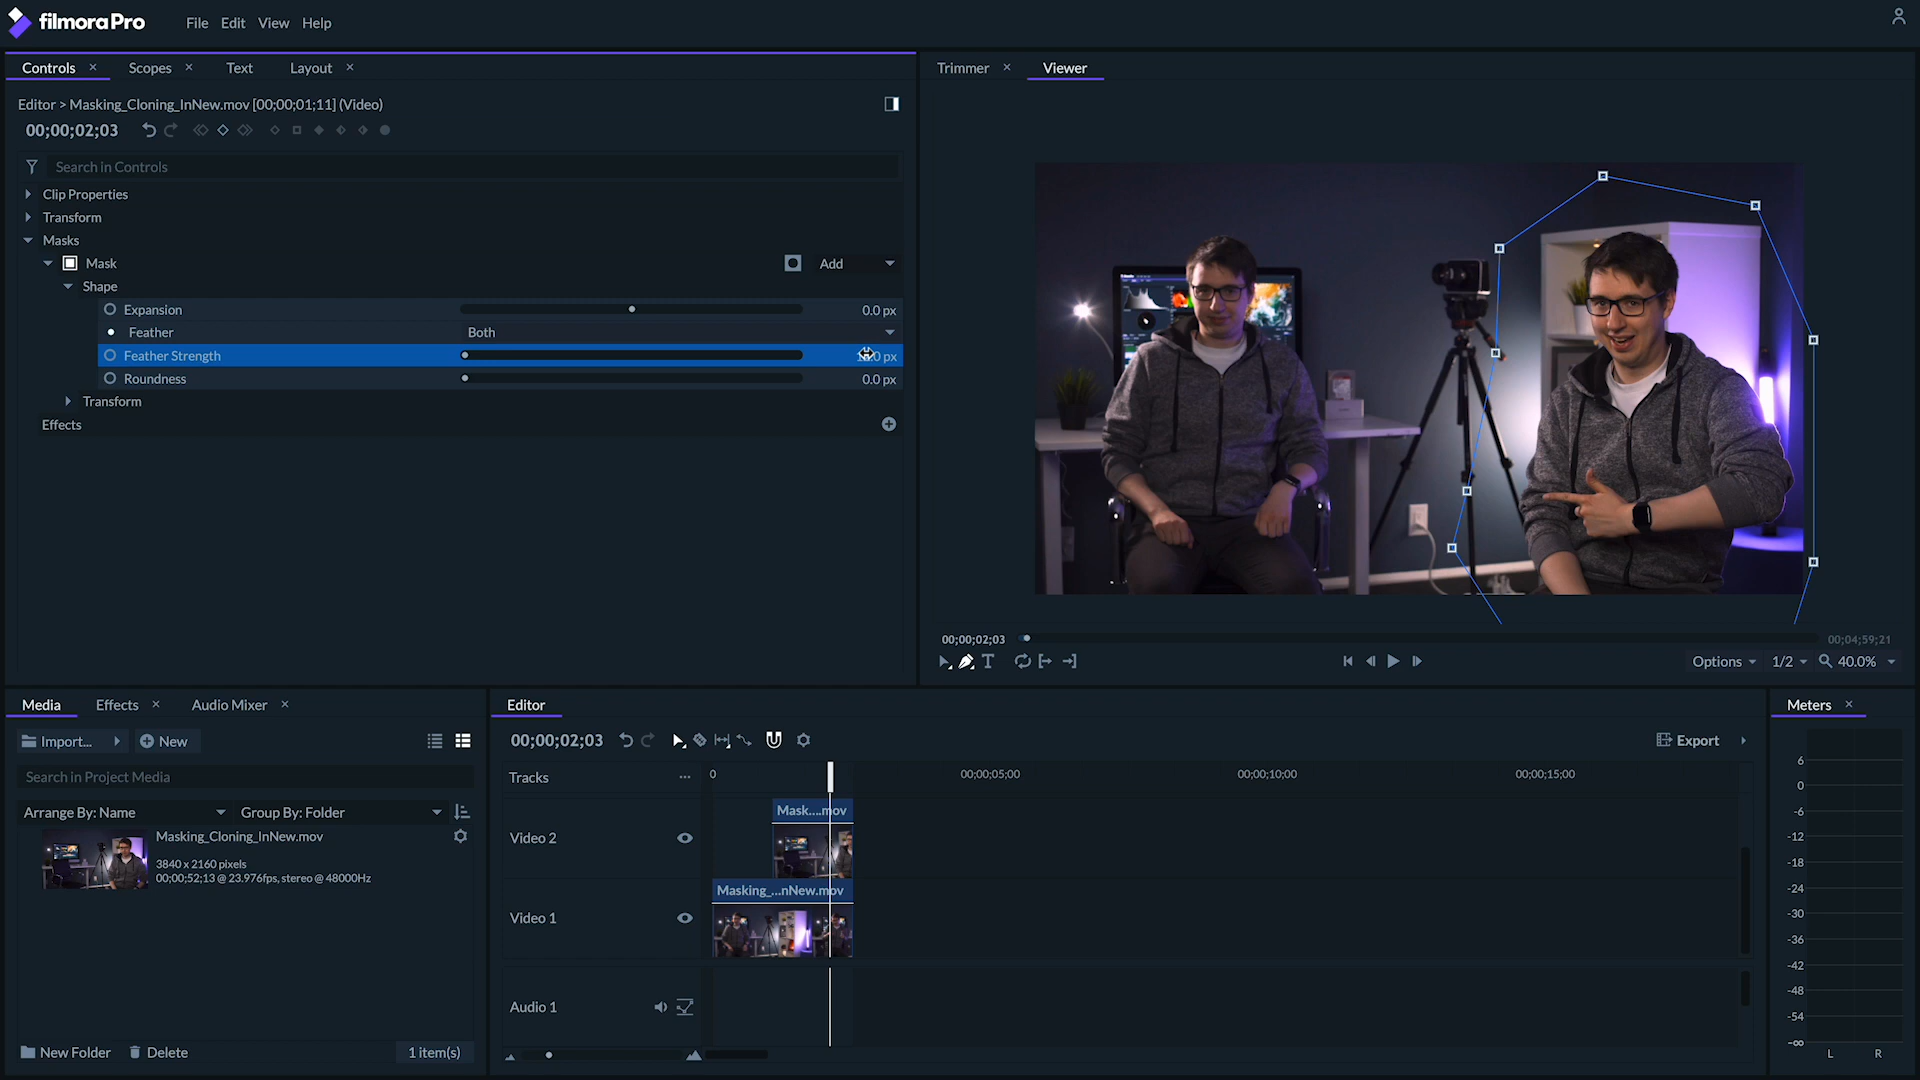 filmoraPro File Edit View Help
Controls × Scopes × Text Layout ×
Trimmer × Viewer
Editor > Masking_Cloning_InNew.mov [00;00;01;11] (Video)
00;00;02;03
Search in Controls
Clip Properties
Transform
Masks
Mask Add
Shape
Expansion 0.0 px
Feather Both
Feather Strength px
Roundness 0.0 px
Transform
Effects
00;00;02;03 00;04;59;21
T Options 1/2 40.0%
Media Effects × Audio Mixer ×
Import... New
Search in Project Media
Arrange By: Name Group By: Folder
Masking_Cloning_InNew.mov
3840 x 2160 pixels
00;00;52;13 @ 23.976fps, stereo @ 48000Hz
New Folder Delete 1 item(s)
Editor
00;00;02;03 Export
Tracks ... 0 00;00;05;00 00;00;10;00 00;00;15;00
Mask....mov
Video 2
Masking_...nNew.mov
Video 1
Audio 1
Meters ×
6
0
-6
-12
-18
-24
-30
-36
-42
-48
-54
-∞
L R